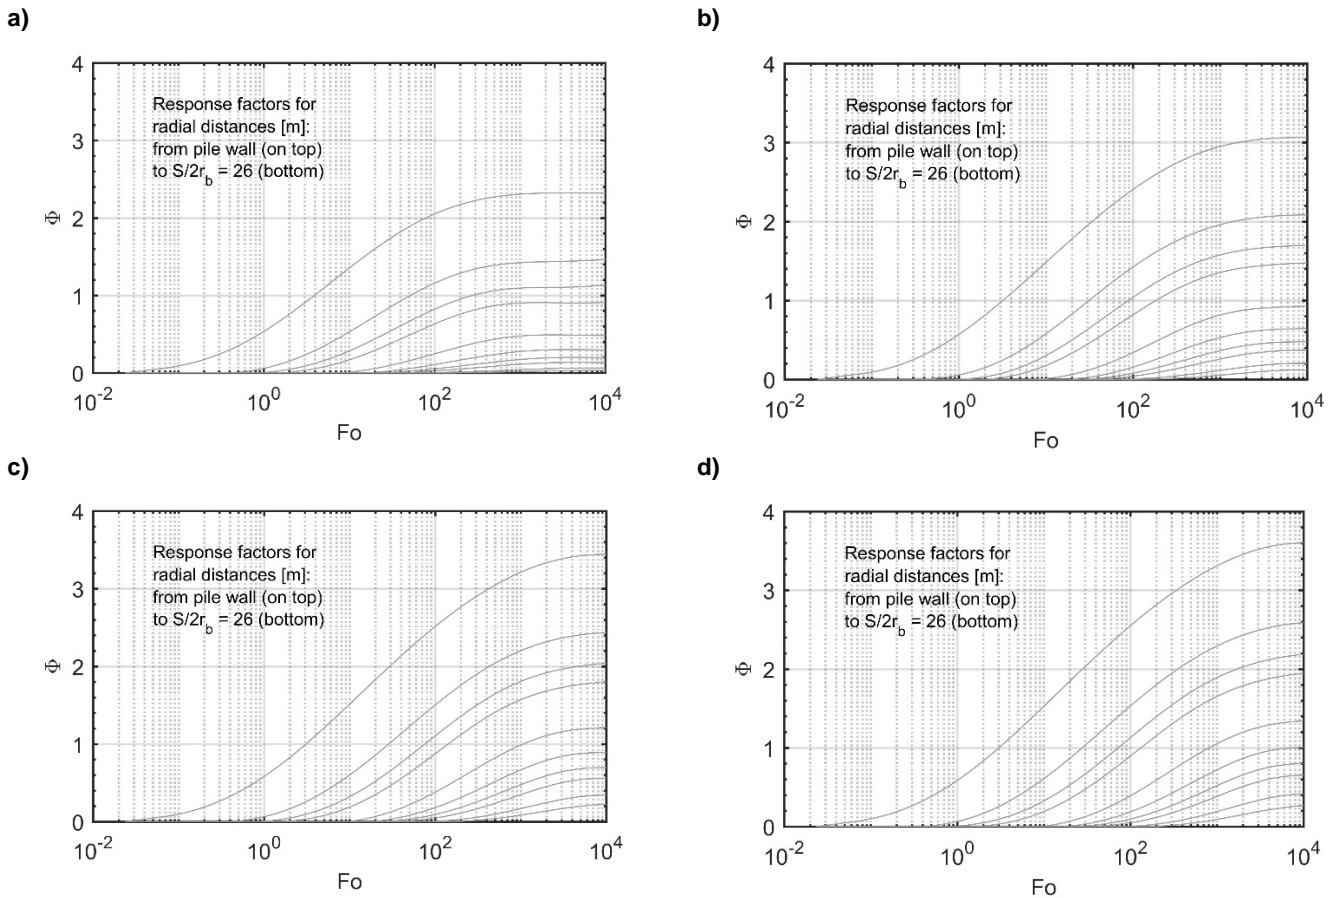 a)
4
3
2
1
0
Φ
Response factors for
radial distances [m]:
from pile wall (on top)
to S/2r_b = 26 (bottom)
10^-2
10^0
10^2
10^4
Fo
b)
4
3
2
1
0
Φ
Response factors for
radial distances [m]:
from pile wall (on top)
to S/2r_b = 26 (bottom)
10^-2
10^0
10^2
10^4
Fo
c)
4
3
2
1
0
Φ
Response factors for
radial distances [m]:
from pile wall (on top)
to S/2r_b = 26 (bottom)
10^-2
10^0
10^2
10^4
Fo
d)
4
3
2
1
0
Φ
Response factors for
radial distances [m]:
from pile wall (on top)
to S/2r_b = 26 (bottom)
10^-2
10^0
10^2
10^4
Fo